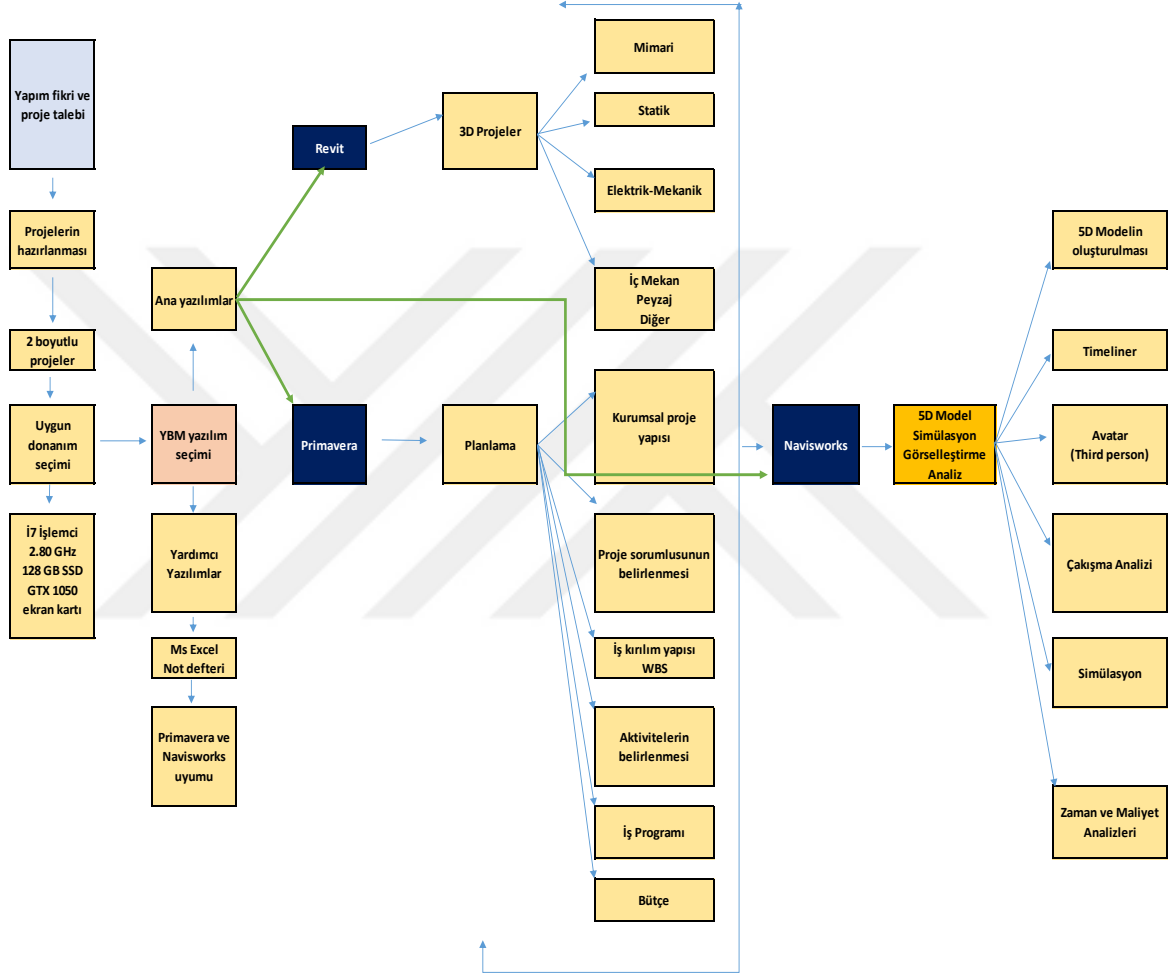 Yapım fikri ve
proje talebi
Projelerin
hazırlanması
2 boyutlu
projeler
Uygun
donanım
seçimi
İ7 İşlemci
2.80 GHz
128 GB SSD
GTX 1050
ekran kartı
Ana yazılımlar
YBM yazılım
seçimi
Yardımcı
Yazılımlar
Ms Excel
Not defteri
Primavera ve
Navisworks
uyumu
Revit
Primavera
3D Projeler
Planlama
Mimari
Statik
Elektrik-Mekanik
İç Mekan
Peyzaj
Diğer
Kurumsal proje
yapısı
Proje sorumlusunun
belirlenmesi
İş kırılım yapısı
WBS
Aktivitelerin
belirlenmesi
İş Programı
Bütçe
Navisworks
5D Model
Simülasyon
Görselleştirme
Analiz
5D Modelin
oluşturulması
Timeliner
Avatar
(Third person)
Çakışma Analizi
Simülasyon
Zaman ve Maliyet
Analizleri